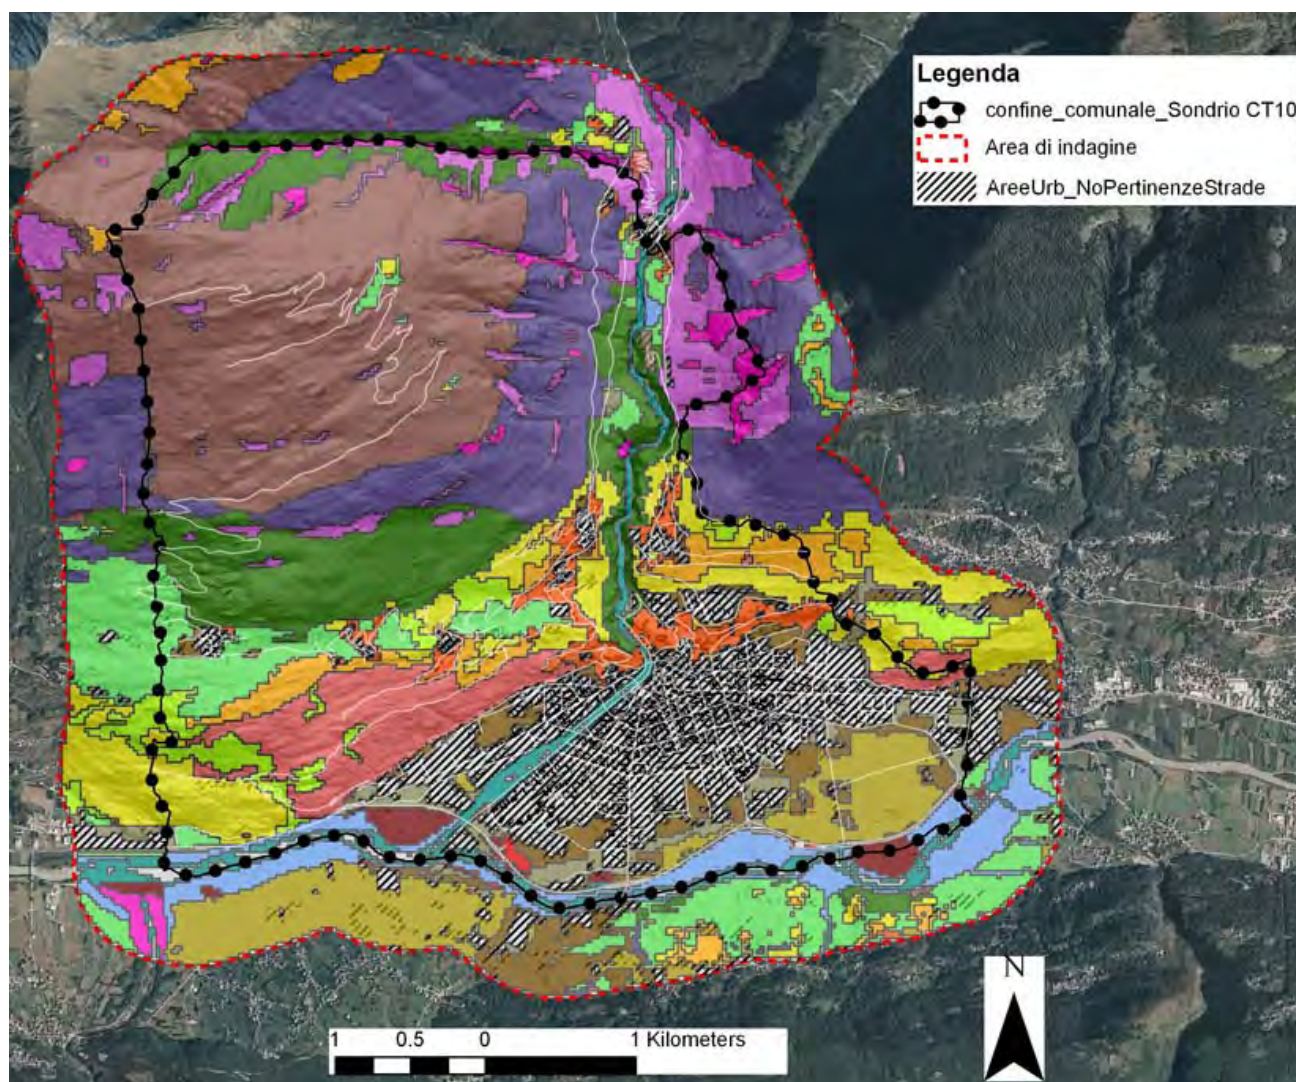 Legenda
confine_comunale_Sondrio CT10
Area di indagine
AreeUrb_NoPertinenzeStrade
N
1 0.5 0 1 Kilometers